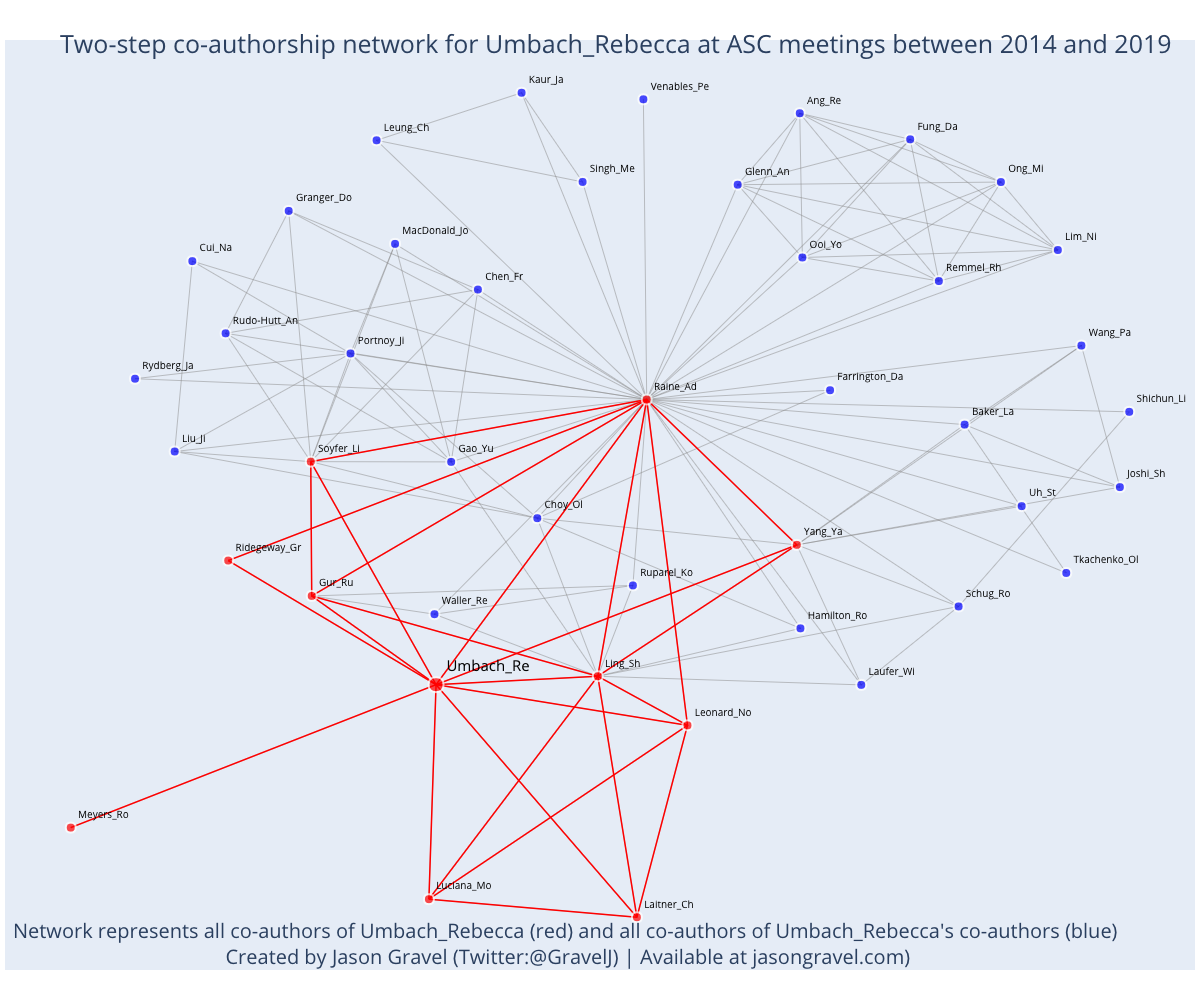 Two-step co-authorship network for Umbach_Rebecca at ASC meetings between 2014 and 2019
Kaur_Ja
Venables_Pe
Ang_Re
Leung_Ch
Fung_Da
Singh_Me
Glenn_An
Ong_Mi
Granger_Do
MacDonald_Jo
Cui_Na
Ooi_Yo
Lim_Ni
Chen_Fr
Remmel_Rh
Rudo-Hutt_An
Portnoy_Ji
Wang_Pa
Rydberg_Ja
Raine_Ad
Farrington_Da
Shichun_Li
Baker_La
Liu_Ji
Soyfer_Li
Gao_Yu
Joshi_Sh
Choy_Ol
Uh_St
Yang_Ya
Ridegeway_Gr
Tkachenko_Ol
Gur_Ru
Ruparel_Ko
Waller_Re
Schug_Ro
Hamilton_Ro
Umbach_Re
Ling_Sh
Laufer_Wi
Leonard_No
Meyers_Ro
Luciana_Mo
Laitner_Ch
Network represents all co-authors of Umbach_Rebecca (red) and all co-authors of Umbach_Rebecca's co-authors (blue)
Created by Jason Gravel (Twitter:@GravelJ) | Available at jasongravel.com)